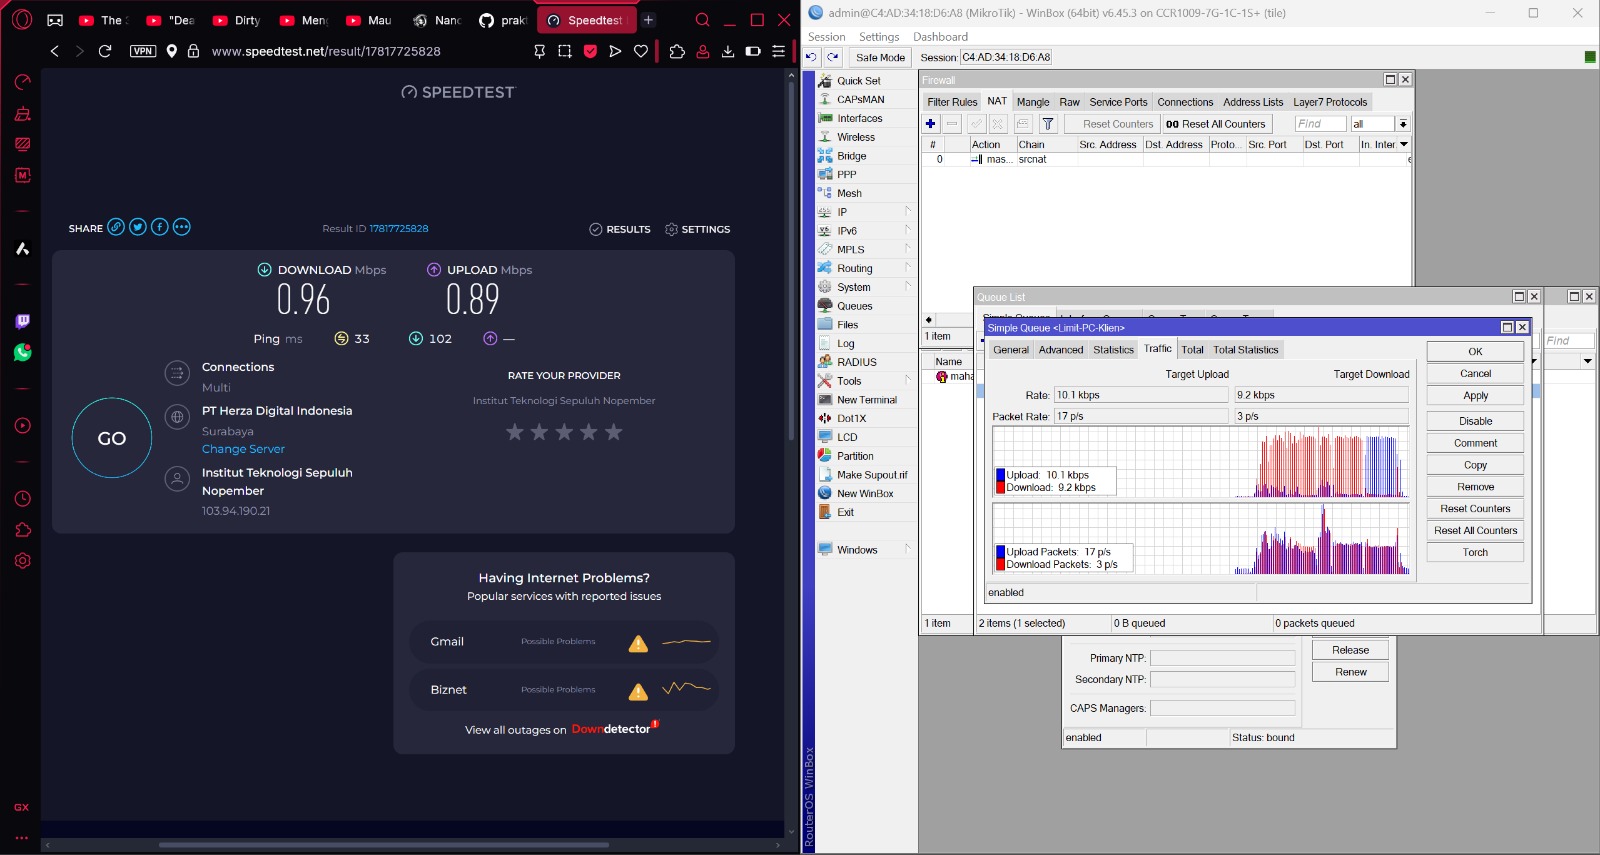 The
"Dea
Dirty
Men
Mau
Nanc
prakt
Speedtest
VPN
www.speedtest.net/result/17817725828
SPEEDTEST
SHARE
Result ID 17817725828
RESULTS
SETTINGS
DOWNLOAD Mbps
UPLOAD Mbps
0.96
0.89
Ping ms
33
102
—
Connections
Multi
PT Herza Digital Indonesia
Surabaya
Change Server
Institut Teknologi Sepuluh
Nopember
103.94.190.21
GO
RATE YOUR PROVIDER
Institut Teknologi Sepuluh Nopember
Having Internet Problems?
Popular services with reported issues
Gmail
Possible Problems
Biznet
Possible Problems
View all outages on Downdetector
GX
admin@C4:AD:34:18:D6:A8 (MikroTik) - WinBox (64bit) v6.45.3 on CCR1009-7G-1C-1S+ (tile)
Session Settings Dashboard
Safe Mode
Session: C4:AD:34:18:D6:A8
Quick Set
CAPsMAN
Interfaces
Wireless
Bridge
PPP
Mesh
IP
IPv6
MPLS
Routing
System
Queues
Files
Log
RADIUS
Tools
New Terminal
Dot1X
LCD
Partition
Make Supout.rif
New WinBox
Exit
Windows
RouterOS WinBox
Firewall
Filter Rules NAT Mangle Raw Service Ports Connections Address Lists Layer7 Protocols
Reset Counters
00 Reset All Counters
Find
all
# Action Chain Src. Address Dst. Address Proto... Src. Port Dst. Port In. Inter.
0 mas... srcnat
1 item
Name
maha
1 item
Find
Queue List
Simple Queue <Limit-PC-Klien>
General Advanced Statistics Traffic Total Total Statistics
Target Upload
Target Download
Rate: 10.1 kbps 9.2 kbps
Packet Rate: 17 p/s 3 p/s
Upload: 10.1 kbps
Download: 9.2 kbps
Upload Packets: 17 p/s
Download Packets: 3 p/s
enabled
OK
Cancel
Apply
Disable
Comment
Copy
Remove
Reset Counters
Reset All Counters
Torch
2 items (1 selected)
0 B queued
0 packets queued
Primary NTP:
Secondary NTP:
CAPS Managers:
Release
Renew
enabled
Status: bound